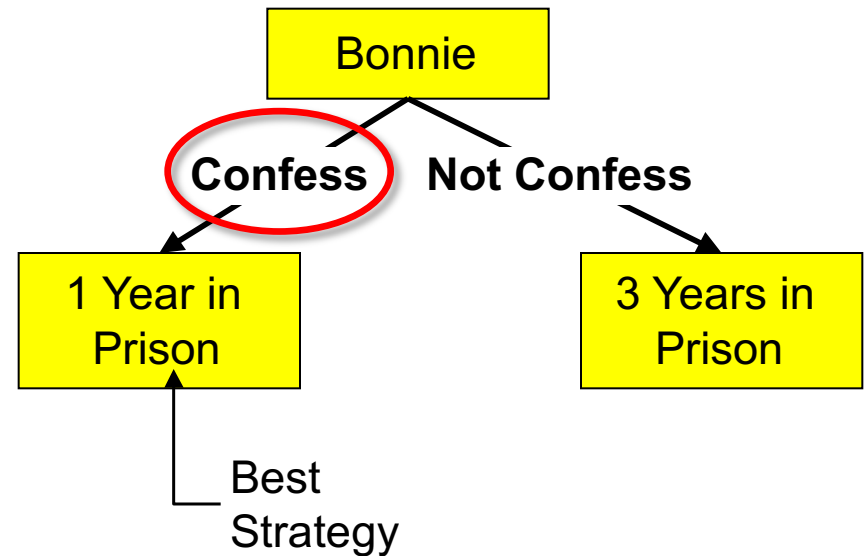 Bonnie
Confess Not Confess
1 Year in
Prison
3 Years in
Prison
Best
Strategy